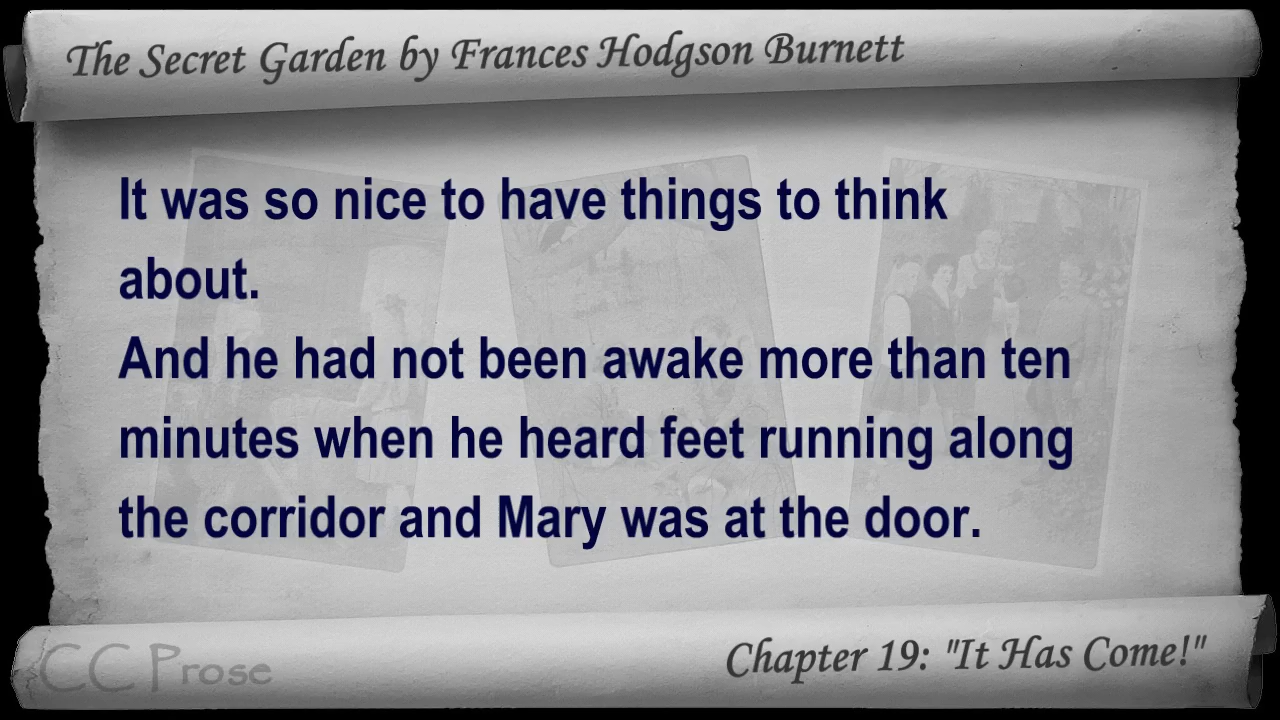 The Secret Garden by Frances Hodgson Burnett
It was so nice to have things to think
about.
And he had not been awake more than ten
minutes when he heard feet running along
the corridor and Mary was at the door.
CC Prose
Chapter 19: "It Has Come!"